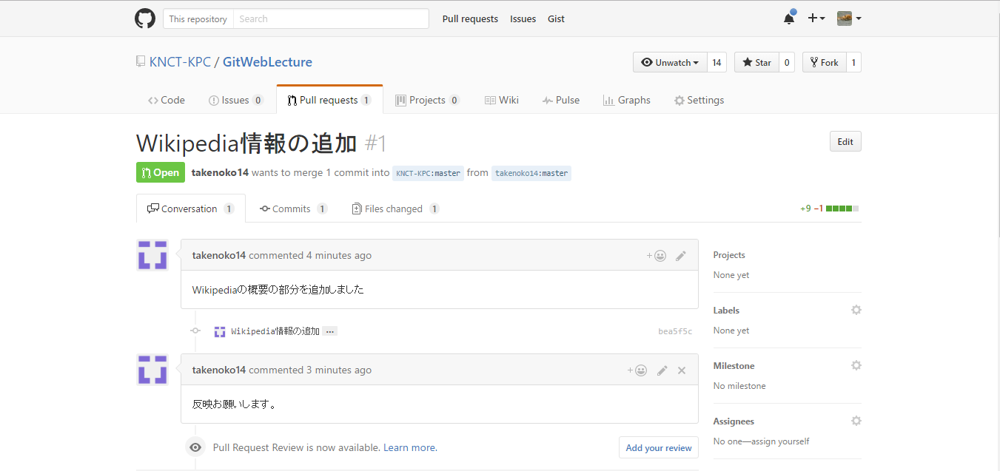 This repository Search Pull requests Issues Gist
KNCT-KPC / GitWebLecture Unwatch 14 Star 0 Fork 1
Code Issues 0 Pull requests 1 Projects 0 Wiki Pulse Graphs Settings
Wikipedia情報の追加 #1 Edit
Open takenoko14 wants to merge 1 commit into KNCT-KPC:master from takenoko14:master
Conversation 1 Commits 1 Files changed 1 +9 −1
takenoko14 commented 4 minutes ago
Wikipediaの概要の部分を追加しました
Wikipedia情報の追加 … bea5f5c
takenoko14 commented 3 minutes ago
反映お願いします。
Pull Request Review is now available. Learn more. Add your review
Projects
None yet
Labels
None yet
Milestone
No milestone
Assignees
No one—assign yourself